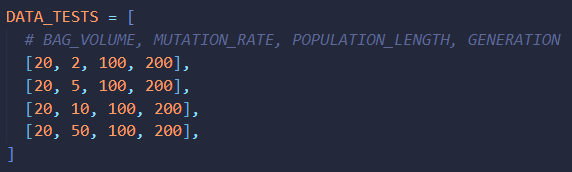 DATA_TESTS = [
  # BAG_VOLUME, MUTATION_RATE, POPULATION_LENGTH, GENERATION
  [20, 2, 100, 200],
  [20, 5, 100, 200],
  [20, 10, 100, 200],
  [20, 50, 100, 200],
]